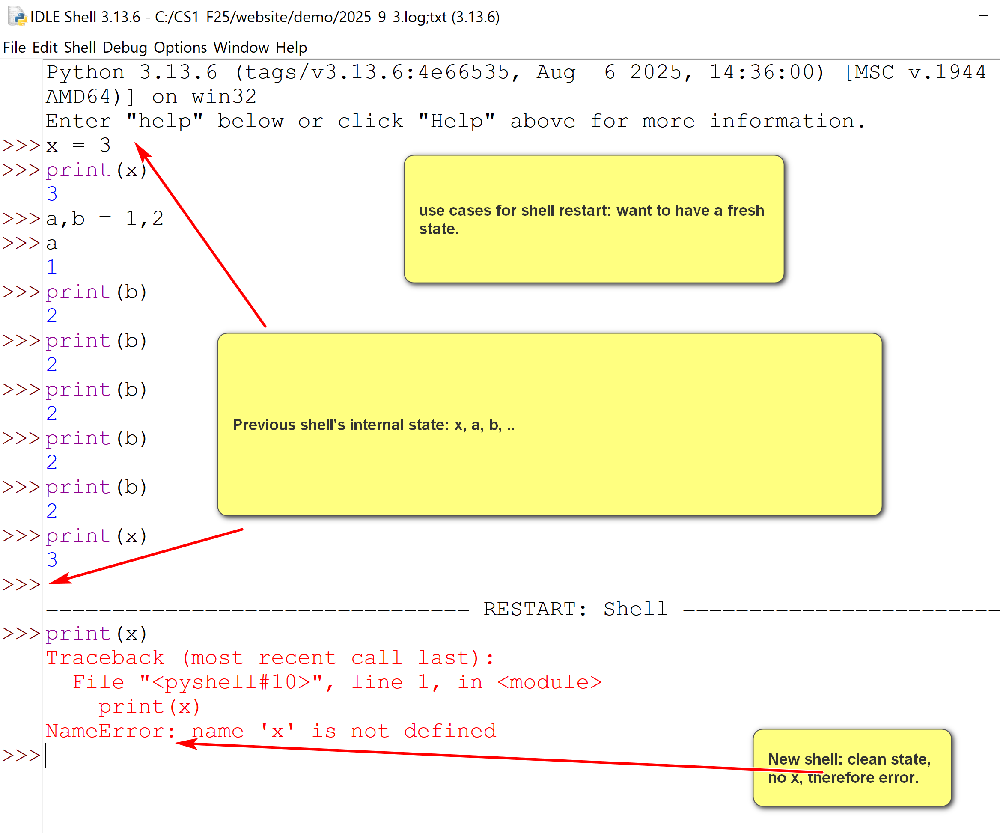 IDLE Shell 3.13.6 - C:/CS1_F25/website/demo/2025_9_3.log;txt (3.13.6)
File Edit Shell Debug Options Window Help
Python 3.13.6 (tags/v3.13.6:4e66535, Aug  6 2025, 14:36:00) [MSC v.1944
AMD64)] on win32
Enter "help" below or click "Help" above for more information.
>>> x = 3
>>> print(x)
3
>>> a,b = 1,2
>>> a
1
>>> print(b)
2
>>> print(b)
2
>>> print(b)
2
>>> print(b)
2
>>> print(b)
2
>>> print(x)
3
>>>
================================ RESTART: Shell ========================
>>> print(x)
Traceback (most recent call last):
  File "<pyshell#10>", line 1, in <module>
    print(x)
NameError: name 'x' is not defined
>>>
use cases for shell restart: want to have a fresh
state.
Previous shell's internal state: x, a, b, ..
New shell: clean state,
no x, therefore error.